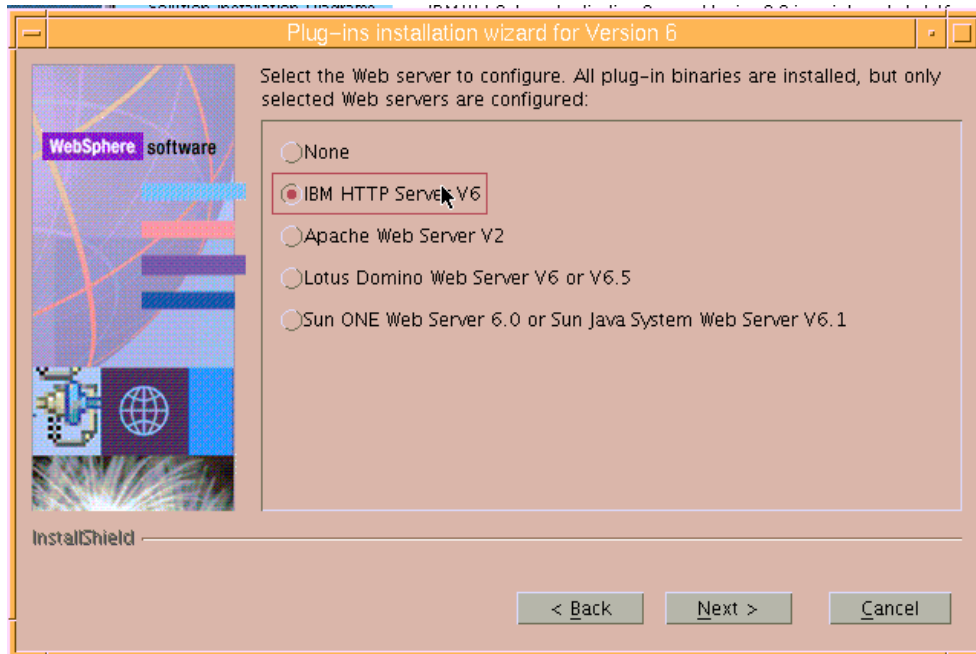 Plug-ins installation wizard for Version 6
Select the Web server to configure. All plug-in binaries are installed, but only
selected Web servers are configured:
WebSphere software
None
IBM HTTP Server V6
Apache Web Server V2
Lotus Domino Web Server V6 or V6.5
Sun ONE Web Server 6.0 or Sun Java System Web Server V6.1
InstallShield
< Back
Next >
Cancel